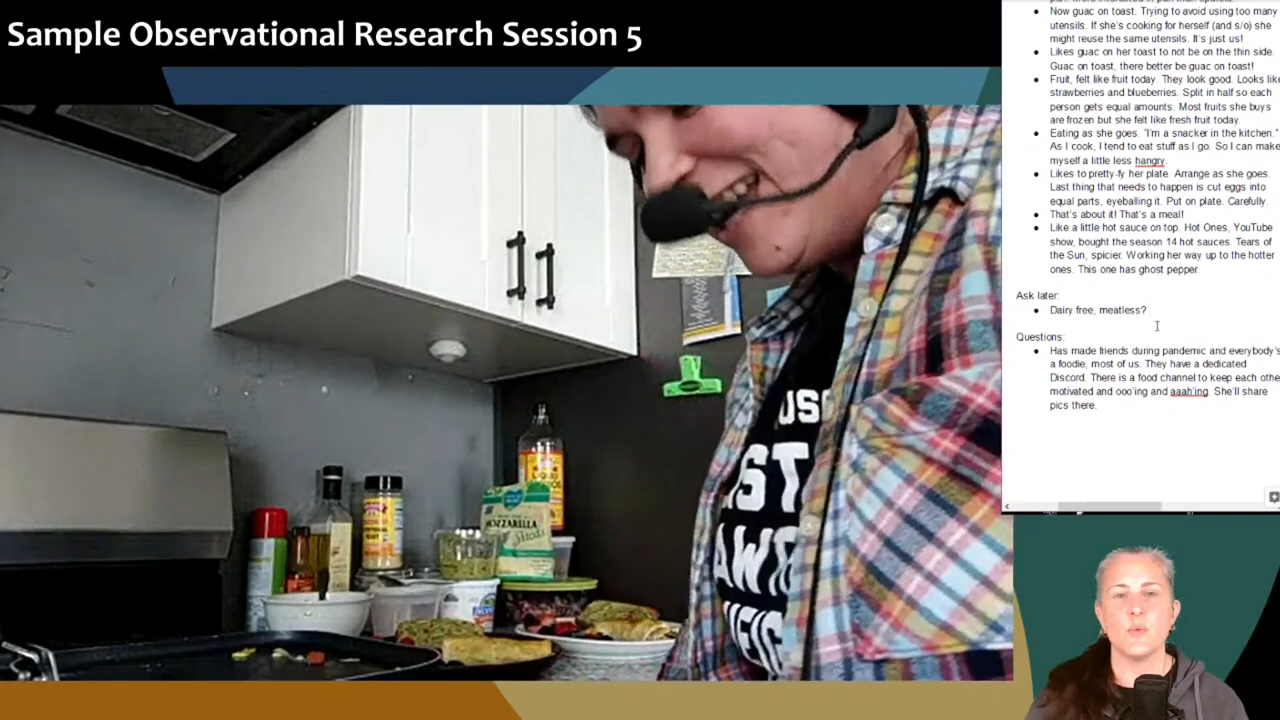 Sample Observational Research Session 5
Now guac on toast. Trying to avoid using too many
utensils. If she's cooking for herself (and s/o) she
might reuse the same utensils. It's just us!
Likes guac on her toast to not be on the thin side.
Guac on toast, there better be guac on toast!
Fruit, felt like fruit today. They look good. Looks like
strawberries and blueberries. Split in half so each
person gets equal amounts. Most fruits she buys
are frozen but she felt like fresh fruit today.
Eating as she goes. "I'm a snacker in the kitchen."
As I cook, I tend to eat stuff as I go. So I can make
myself a little less hangry.
Likes to pretty-fy her plate. Arrange as she goes.
Last thing that needs to happen is cut eggs into
equal parts, eyeballing it. Put on plate. Carefully.
That's about it! That's a meal!
Like a little hot sauce on top. Hot Ones, YouTube
show, bought the season 14 hot sauces. Tears of
the Sun, spicier. Working her way up to the hotter
ones. This one has ghost pepper.
Ask later:
Dairy free, meatless?
Questions:
Has made friends during pandemic and everybody's
a foodie, most of us. They have a dedicated
Discord. There is a food channel to keep each othe
motivated and ooo'ing and aaah'ing. She'll share
pics there.
MOZZARELLA